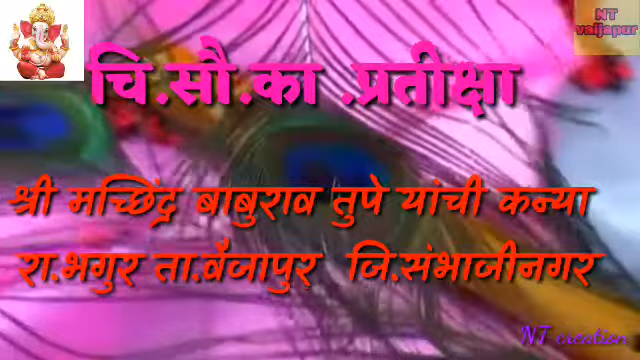 NT
vaijapur
चि.सौ.का .प्रतीक्षा
श्री मच्छिंद्र बाबुराव तुपे यांची कन्या
रा.भगुर ता.वैजापुर जि.संभाजीनगर
NT creation